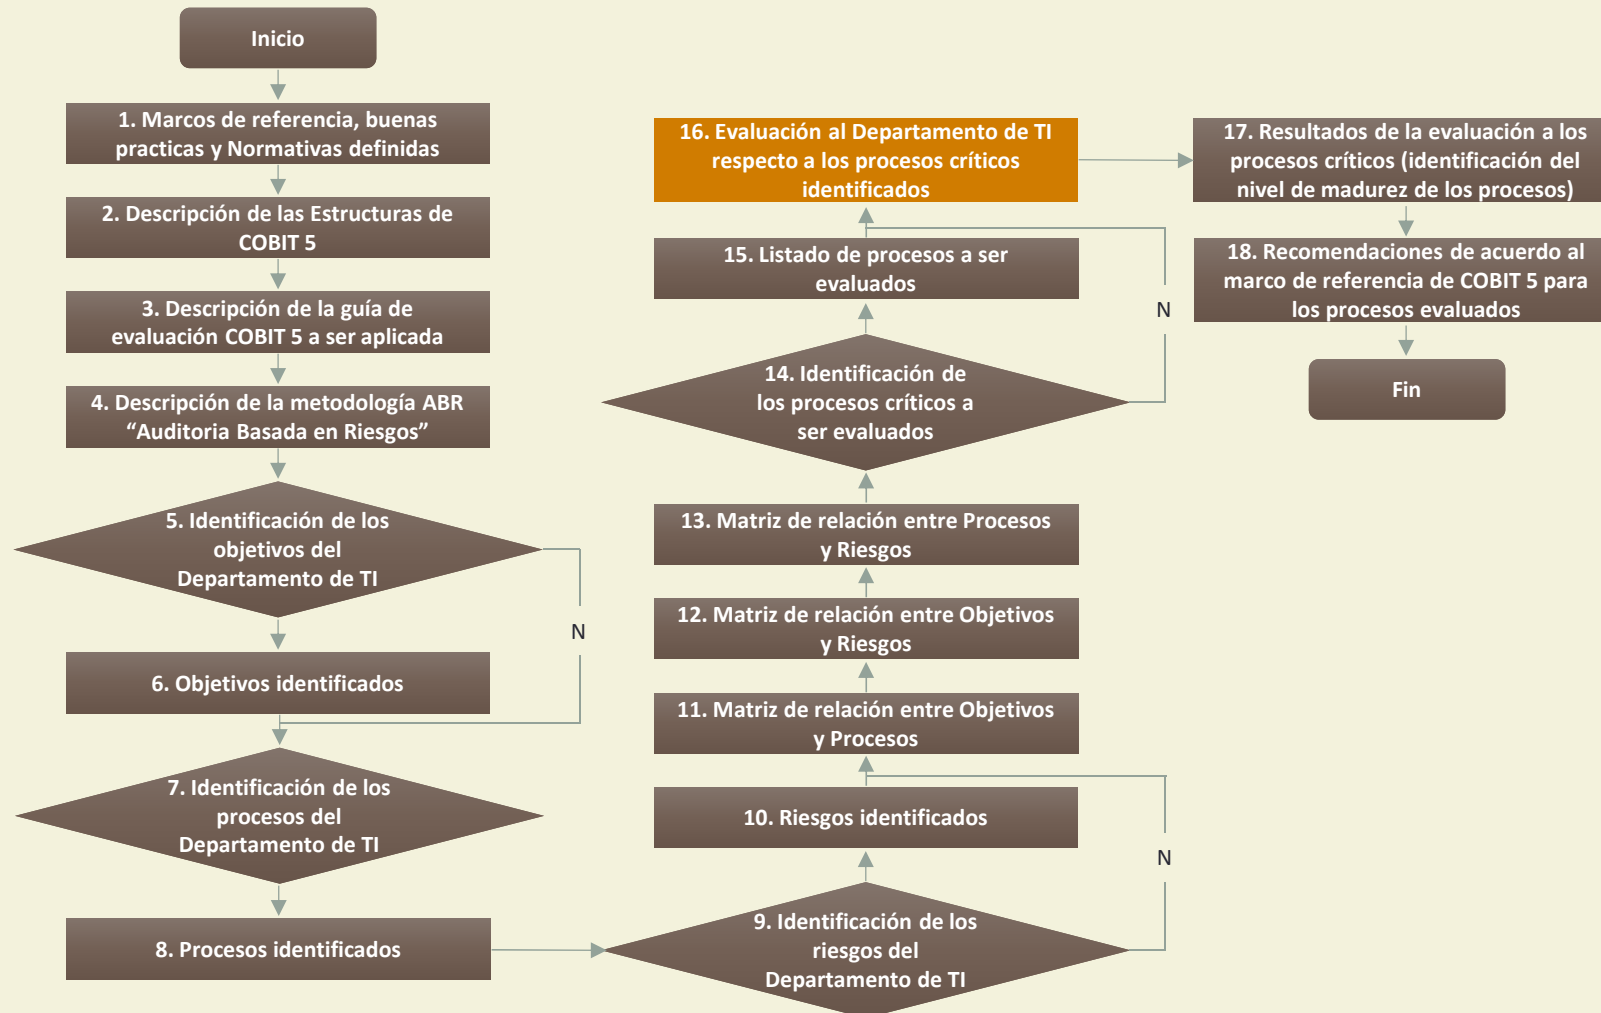 Inicio
1. Marcos de referencia, buenas
practicas y Normativas definidas
2. Descripción de las Estructuras de
COBIT 5
3. Descripción de la guía de
evaluación COBIT 5 a ser aplicada
4. Descripción de la metodología ABR
“Auditoria Basada en Riesgos”
5. Identificación de los
objetivos del
Departamento de TI
N
6. Objetivos identificados
7. Identificación de los
procesos del
Departamento de TI
8. Procesos identificados
9. Identificación de los
riesgos del
Departamento de TI
N
10. Riesgos identificados
11. Matriz de relación entre Objetivos
y Procesos
12. Matriz de relación entre Objetivos
y Riesgos
13. Matriz de relación entre Procesos
y Riesgos
14. Identificación de
los procesos críticos a
ser evaluados
N
15. Listado de procesos a ser
evaluados
16. Evaluación al Departamento de TI
respecto a los procesos críticos
identificados
17. Resultados de la evaluación a los
procesos críticos (identificación del
nivel de madurez de los procesos)
18. Recomendaciones de acuerdo al
marco de referencia de COBIT 5 para
los procesos evaluados
Fin